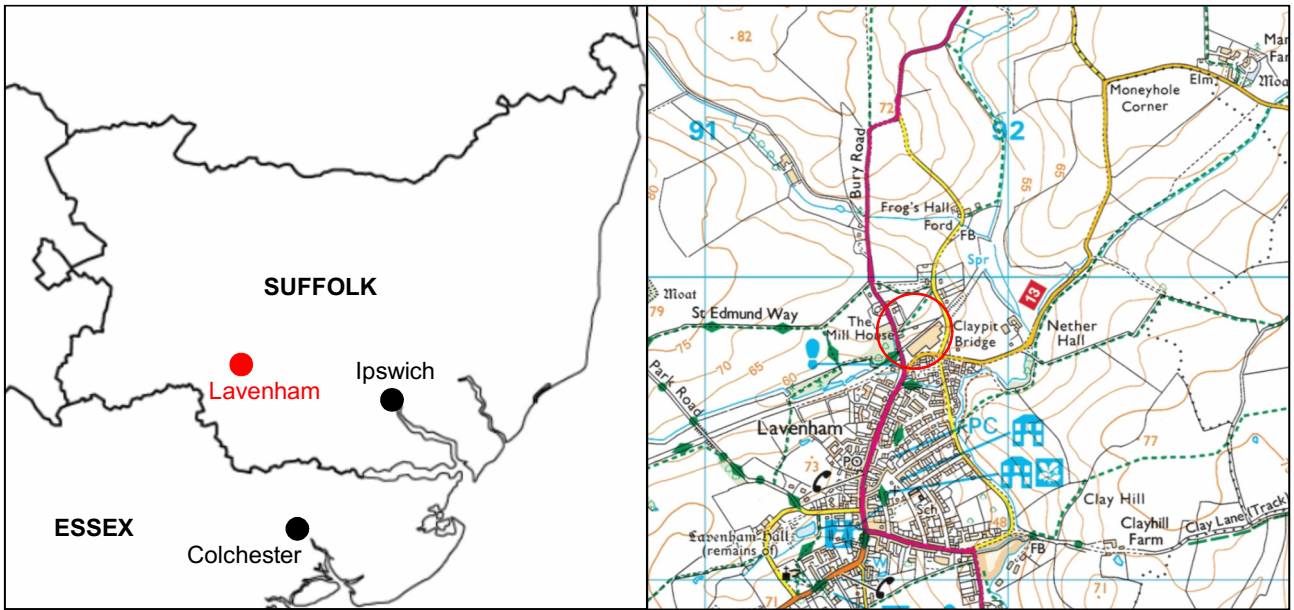 SUFFOLK
Lavenham
Ipswich
ESSEX
Colchester
82
Man
Farm
Elm
Moat
Moneyhole
Corner
72
91
92
Bury Road
55
65
80
Frog's Hall
Ford
FB
Spr
Moat
79
St Edmund Way
13
The
Mill House
Claypit
Bridge
Nether
Hall
75
70
65
60
Park Road
Lavenham
PC
77
PO
73
Sch
Clay Hill
48
Clayhill
Farm
Clay Lane (Track)
Lavenham Hall
(remains of)
FB
W
71
71